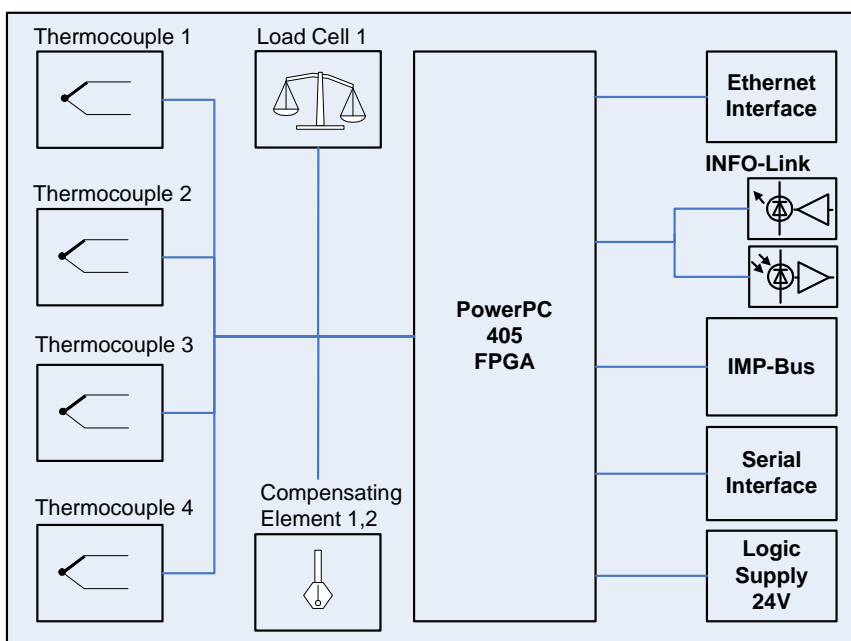 Thermocouple 1
Thermocouple 2
Thermocouple 3
Thermocouple 4
Load Cell 1
Compensating
Element 1,2
PowerPC
405
FPGA
Ethernet
Interface
INFO-Link
IMP-Bus
Serial
Interface
Logic
Supply
24V